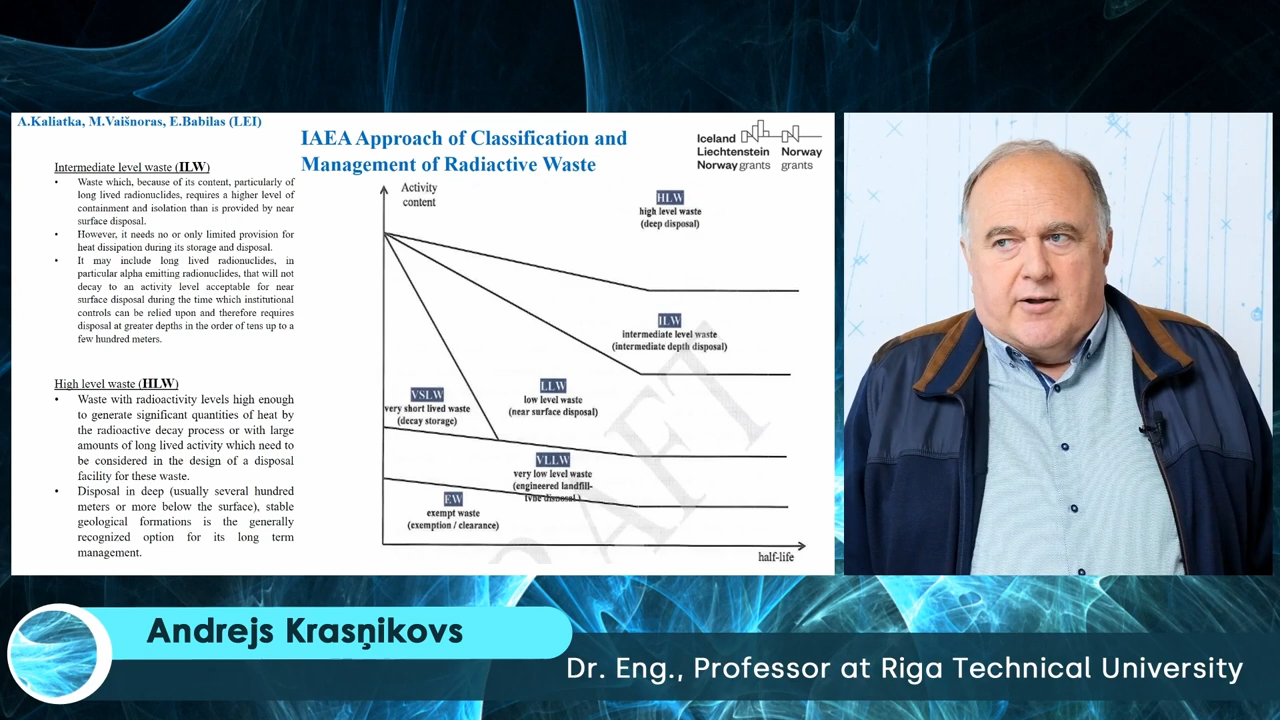 A.Kaliatka, M.Vaišnoras, E.Babilas (LEI)
IAEA Approach of Classification and
Management of Radiactive Waste
Iceland
Liechtenstein
Norway grants
Norway
grants
Intermediate level waste (ILW)
• Waste which, because of its content, particularly of
long lived radionuclides, requires a higher level of
containment and isolation than is provided by near
surface disposal.
• However, it needs no or only limited provision for
heat dissipation during its storage and disposal.
• It may include long lived radionuclides, in
particular alpha emitting radionuclides, that will not
decay to an activity level acceptable for near
surface disposal during the time which institutional
controls can be relied upon and therefore requires
disposal at greater depths in the order of tens up to a
few hundred meters.
High level waste (HLW)
• Waste with radioactivity levels high enough
to generate significant quantities of heat by
the radioactive decay process or with large
amounts of long lived activity which need to
be considered in the design of a disposal
facility for these waste.
• Disposal in deep (usually several hundred
meters or more below the surface), stable
geological formations is the generally
recognized option for its long term
management.
Activity
content
HLW
high level waste
(deep disposal)
ILW
intermediate level waste
(intermediate depth disposal)
LLW
low level waste
(near surface disposal)
VSLW
very short lived waste
(decay storage)
VLLW
very low level waste
(engineered landfill-
type disposal )
EW
exempt waste
(exemption / clearance)
half-life
RAFT
Andrejs Krasņikovs
Dr. Eng., Professor at Riga Technical University